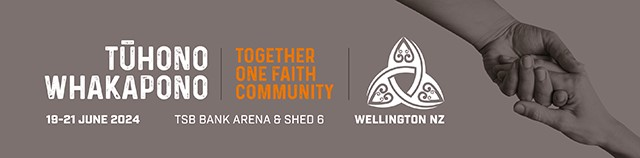 TŪHONO
WHAKAPONO
TOGETHER
ONE FAITH
COMMUNITY
19-21 JUNE 2024
TSB BANK ARENA & SHED 6
WELLINGTON NZ